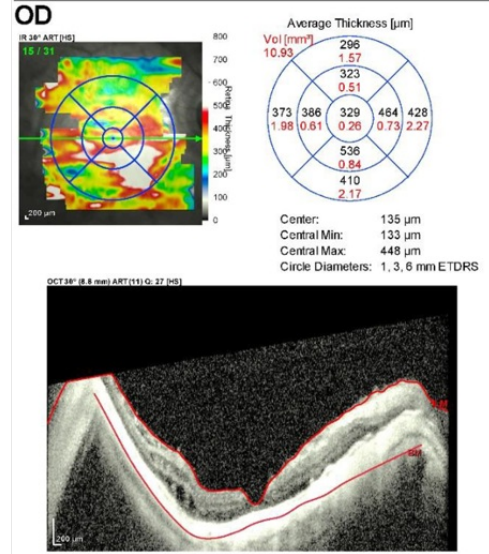 OD
IR 30° ART [HS]
15 / 31
200 µm
800
700
600
500
400
300
200
100
0
Retina Thickness [µm]
Average Thickness [µm]
Vol [mm³]
10.93
296
1.57
323
0.51
373 386 329 464 428
1.98 0.61 0.26 0.73 2.27
536
0.84
410
2.17
Center: 135 µm
Central Min: 133 µm
Central Max: 448 µm
Circle Diameters: 1, 3, 6 mm ETDRS
OCT 30° (8.8 mm) ART (11) Q: 27 [HS]
BM
200 µm